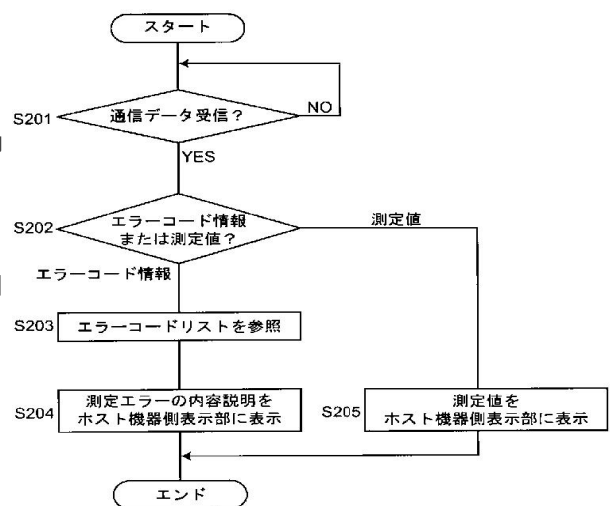 スタート
S201
通信データ受信？
NO
YES
S202
エラーコード情報
または測定値？
測定値
エラーコード情報
S203
エラーコードリストを参照
S204
測定エラーの内容説明を
ホスト機器側表示部に表示
S205
測定値を
ホスト機器側表示部に表示
エンド